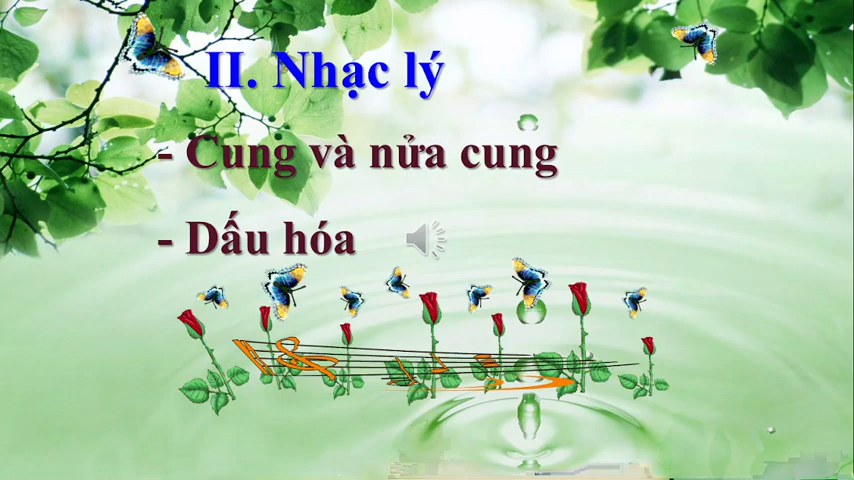 II. Nhạc lý
- Cung và nửa cung
- Dấu hóa